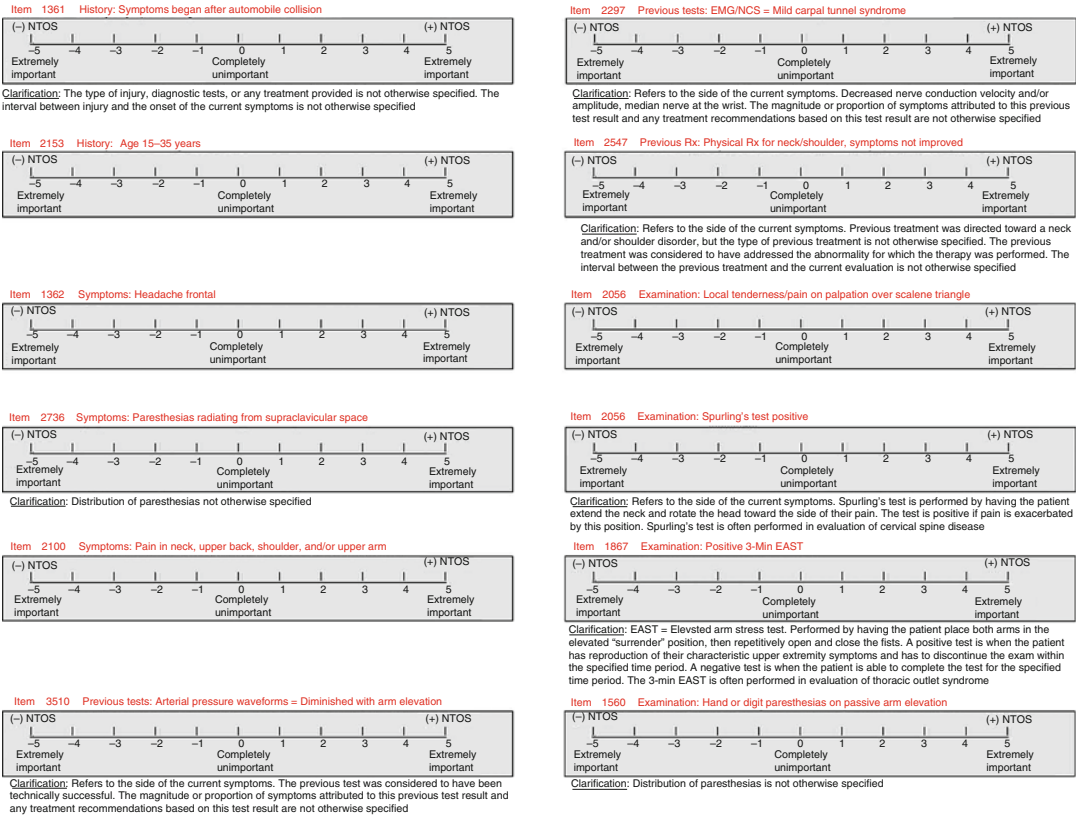 Item 1361 History: Symptoms began after automobile collision
(–) NTOS (+) NTOS
–5 –4 –3 –2 –1 0 1 2 3 4 5
Extremely Completely Extremely
important unimportant important
Clarification: The type of injury, diagnostic tests, or any treatment provided is not otherwise specified. The
interval between injury and the onset of the current symptoms is not otherwise specified
Item 2153 History: Age 15–35 years
(–) NTOS (+) NTOS
–5 –4 –3 –2 –1 0 1 2 3 4 5
Extremely Completely Extremely
important unimportant important
Item 1362 Symptoms: Headache frontal
(–) NTOS (+) NTOS
–5 –4 –3 –2 –1 0 1 2 3 4 5
Extremely Completely Extremely
important unimportant important
Item 2736 Symptoms: Paresthesias radiating from supraclavicular space
(–) NTOS (+) NTOS
–5 –4 –3 –2 –1 0 1 2 3 4 5
Extremely Completely Extremely
important unimportant important
Clarification: Distribution of paresthesias not otherwise specified
Item 2100 Symptoms: Pain in neck, upper back, shoulder, and/or upper arm
(–) NTOS (+) NTOS
–5 –4 –3 –2 –1 0 1 2 3 4 5
Extremely Completely Extremely
important unimportant important
Item 3510 Previous tests: Arterial pressure waveforms = Diminished with arm elevation
(–) NTOS (+) NTOS
–5 –4 –3 –2 –1 0 1 2 3 4 5
Extremely Completely Extremely
important unimportant important
Clarification: Refers to the side of the current symptoms. The previous test was considered to have been
technically successful. The magnitude or proportion of symptoms attributed to this previous test result and
any treatment recommendations based on this test result are not otherwise specified
Item 2297 Previous tests: EMG/NCS = Mild carpal tunnel syndrome
(–) NTOS (+) NTOS
–5 –4 –3 –2 –1 0 1 2 3 4 5
Extremely Completely Extremely
important unimportant important
Clarification: Refers to the side of the current symptoms. Decreased nerve conduction velocity and/or
amplitude, median nerve at the wrist. The magnitude or proportion of symptoms attributed to this previous
test result and any treatment recommendations based on this test result are not otherwise specified
Item 2547 Previous Rx: Physical Rx for neck/shoulder, symptoms not improved
(–) NTOS (+) NTOS
–5 –4 –3 –2 –1 0 1 2 3 4 5
Extremely Completely Extremely
important unimportant important
Clarification: Refers to the side of the current symptoms. Previous treatment was directed toward a neck
and/or shoulder disorder, but the type of previous treatment is not otherwise specified. The previous
treatment was considered to have addressed the abnormality for which the therapy was performed. The
interval between the previous treatment and the current evaluation is not otherwise specified
Item 2056 Examination: Local tenderness/pain on palpation over scalene triangle
(–) NTOS (+) NTOS
–5 –4 –3 –2 –1 0 1 2 3 4 5
Extremely Completely Extremely
important unimportant important
Item 2056 Examination: Spurling's test positive
(–) NTOS (+) NTOS
–5 –4 –3 –2 –1 0 1 2 3 4 5
Extremely Completely Extremely
important unimportant important
Clarification: Refers to the side of the current symptoms. Spurling's test is performed by having the patient
extend the neck and rotate the head toward the side of their pain. The test is positive if pain is exacerbated
by this position. Spurling's test is often performed in evaluation of cervical spine disease
Item 1867 Examination: Positive 3-Min EAST
(–) NTOS (+) NTOS
–5 –4 –3 –2 –1 0 1 2 3 4 5
Extremely Completely Extremely
important unimportant important
Clarification: EAST = Elevsted arm stress test. Performed by having the patient place both arms in the
elevated “surrender” position, then repetitively open and close the fists. A positive test is when the patient
has reproduction of their characteristic upper extremity symptoms and has to discontinue the exam within
the specified time period. A negative test is when the patient is able to complete the test for the specified
time period. The 3-min EAST is often performed in evaluation of thoracic outlet syndrome
Item 1560 Examination: Hand or digit paresthesias on passive arm elevation
(–) NTOS (+) NTOS
–5 –4 –3 –2 –1 0 1 2 3 4 5
Extremely Completely Extremely
important unimportant important
Clarification: Distribution of paresthesias is not otherwise specified